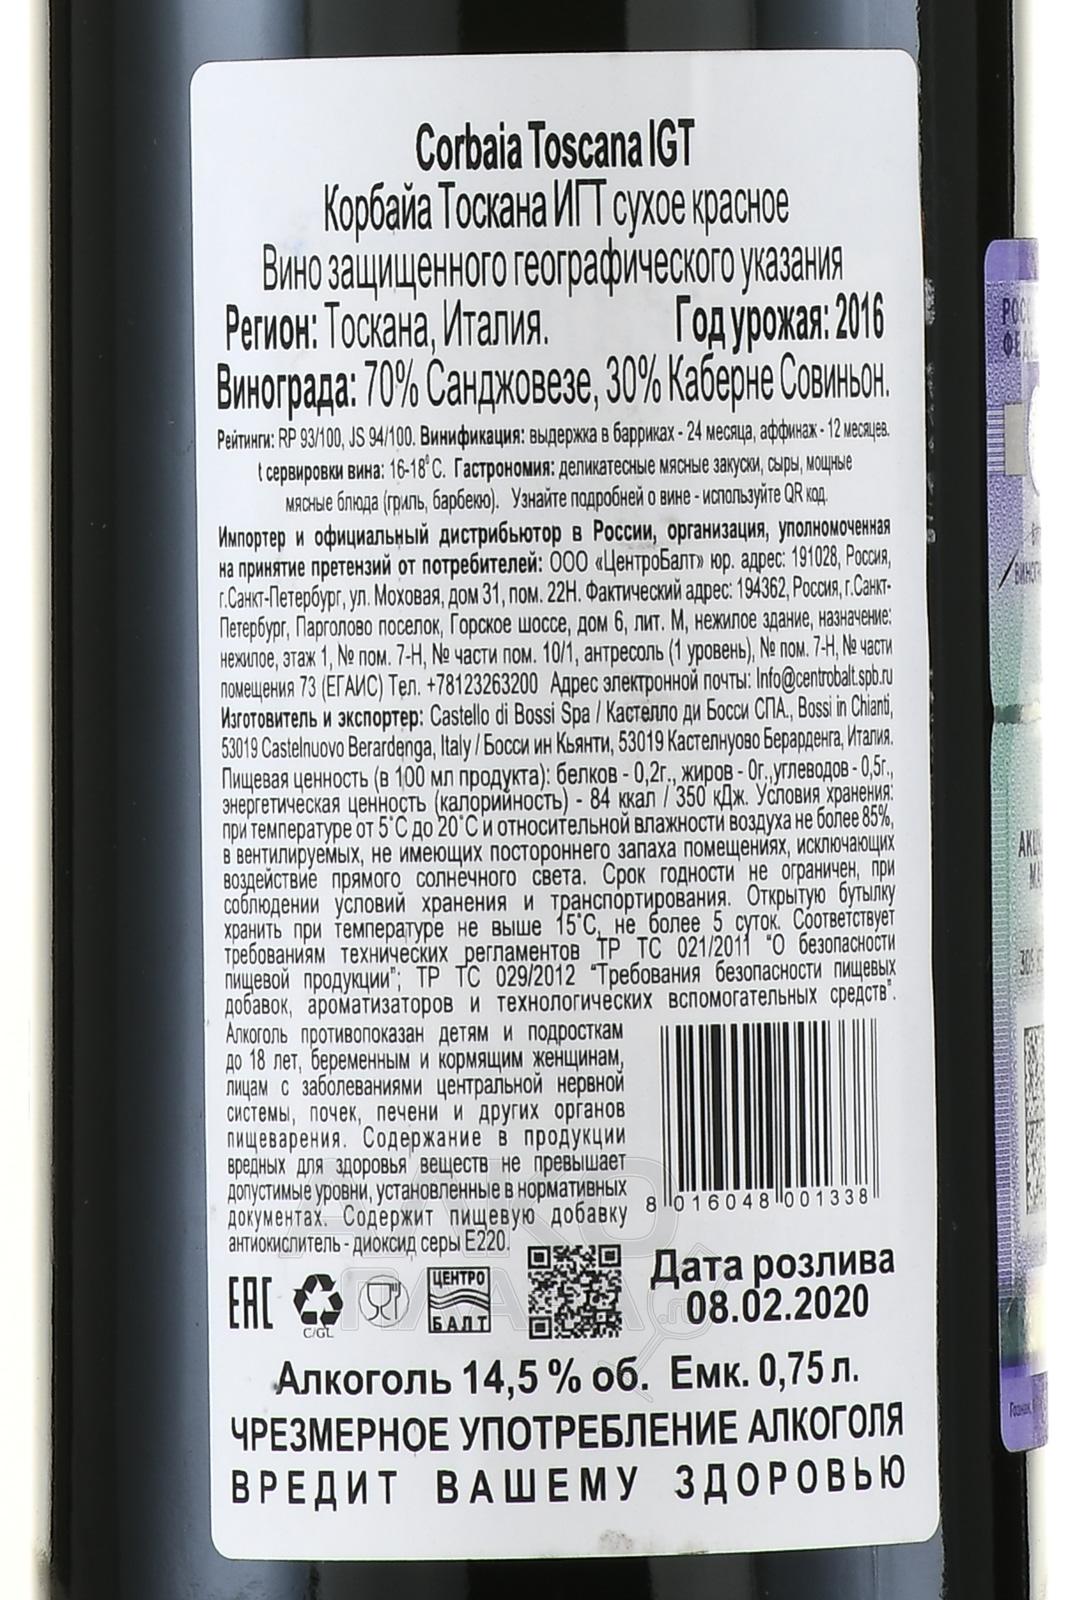 Corbaia Toscana IGT
Корбайа Тоскана ИГТ сухое красное
Вино защищенного географического указания
Регион: Тоскана, Италия. Год урожая: 2016
Винограда: 70% Санджовезе, 30% Каберне Совиньон.
Рейтинги: RP 93/100, JS 94/100. Винификация: выдержка в барриках - 24 месяца, аффинаж - 12 месяцев.
t сервировки вина: 16-18°С. Гастрономия: деликатесные мясные закуски, сыры, мощные
мясные блюда (гриль, барбекю). Узнайте подробней о вине - используйте QR код.
Импортер и официальный дистрибьютор в России, организация, уполномоченная
на принятие претензий от потребителей: ООО «ЦентроБалт» юр. адрес: 191028, Россия,
г.Санкт-Петербург, ул. Моховая, дом 31, пом. 22Н. Фактический адрес: 194362, Россия, г.Санкт-
Петербург, Парголово поселок, Горское шоссе, дом 6, лит. М, нежилое здание, назначение:
нежилое, этаж 1, № пом. 7-Н, № части пом. 10/1, антресоль (1 уровень), № пом. 7-Н, № части
помещения 73 (ЕГАИС) Тел. +78123263200 Адрес электронной почты: Info@centrobalt.spb.ru
Изготовитель и экспортер: Castello di Bossi Spa / Кастелло ди Босси СПА., Bossi in Chianti,
53019 Castelnuovo Berardenga, Italy / Босси ин Кьянти, 53019 Кастелнуово Берарденга, Италия.
Пищевая ценность (в 100 мл продукта): белков - 0,2г., жиров - 0г.,углеводов - 0,5г.,
энергетическая ценность (калорийность) - 84 ккал / 350 кДж. Условия хранения:
при температуре от 5°С до 20°С и относительной влажности воздуха не более 85%,
в вентилируемых, не имеющих постороннего запаха помещениях, исключающих
воздействие прямого солнечного света. Срок годности не ограничен, при
соблюдении условий хранения и транспортирования. Открытую бутылку
хранить при температуре не выше 15°С, не более 5 суток. Соответствует
требованиям технических регламентов ТР ТС 021/2011 "О безопасности
пищевой продукции"; ТР ТС 029/2012 "Требования безопасности пищевых
добавок, ароматизаторов и технологических вспомогательных средств".
Алкоголь противопоказан детям и подросткам
до 18 лет, беременным и кормящим женщинам,
лицам с заболеваниями центральной нервной
системы, почек, печени и других органов
пищеварения. Содержание в продукции
вредных для здоровья веществ не превышает
допустимые уровни, установленные в нормативных
документах. Содержит пищевую добавку
антиокислитель - диоксид серы Е220.
8 016048 001338
ЕАС
C/GL
ЦЕНТРО
БАЛТ
Дата розлива
08.02.2020
Алкоголь 14,5 % об. Емк. 0,75 л.
ЧРЕЗМЕРНОЕ УПОТРЕБЛЕНИЕ АЛКОГОЛЯ
ВРЕДИТ ВАШЕМУ ЗДОРОВЬЮ